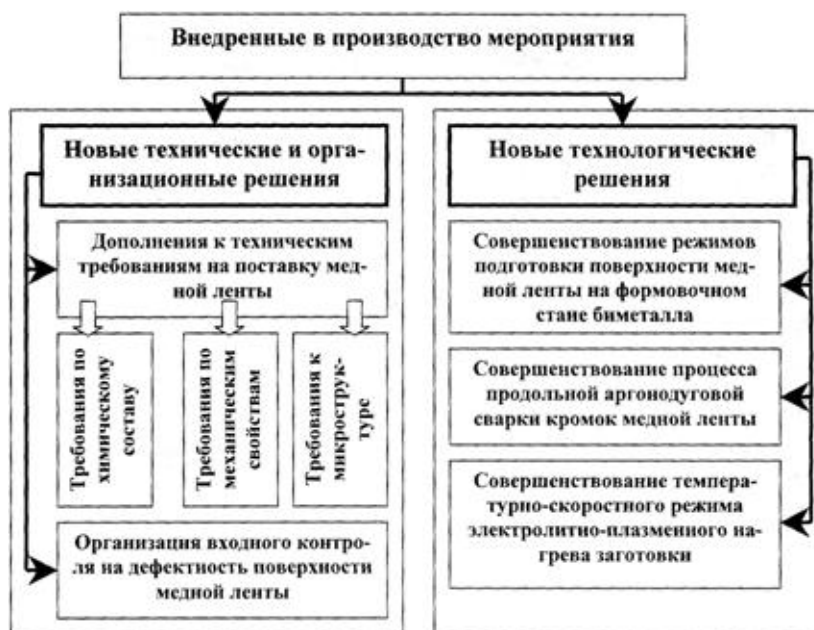 Внедренные в производство мероприятия
Новые технические и орга-
низационные решения
Дополнения к техническим
требованиям на поставку мед-
ной ленты
Требования по
химическому
составу
Требования по
механическим
свойствам
Требования к
микрострук-
туре
Организация входного контро-
ля на дефектность поверхности
медной ленты
Новые технологические
решения
Совершенствование режимов
подготовки поверхности мед-
ной ленты на формовочном
стане биметалла
Совершенствование процесса
продольной аргонодуговой
сварки кромок медной ленты
Совершенствование темпера-
турно-скоростного режима
электролитно-плазменного на-
грева заготовки